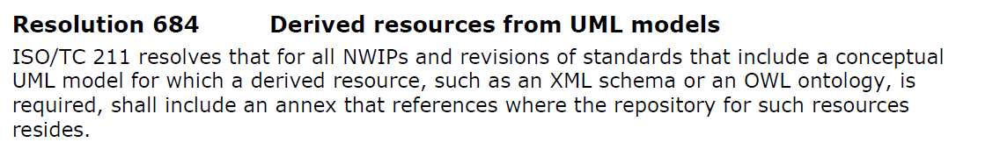 Resolution 684 Derived resources from UML models
ISO/TC 211 resolves that for all NWIPs and revisions of standards that include a conceptual
UML model for which a derived resource, such as an XML schema or an OWL ontology, is
required, shall include an annex that references where the repository for such resources
resides.